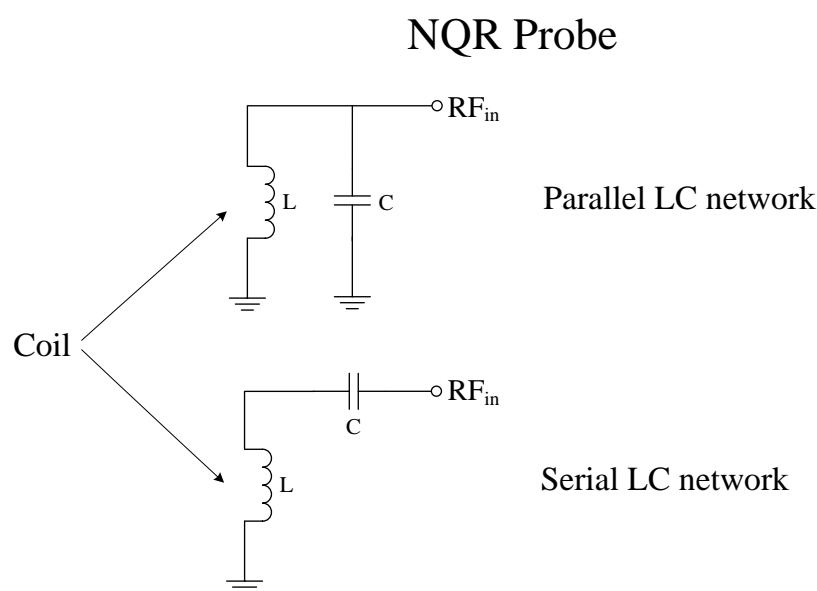 NQR Probe
RFin
L
C
Parallel LC network
Coil
RFin
C
L
Serial LC network